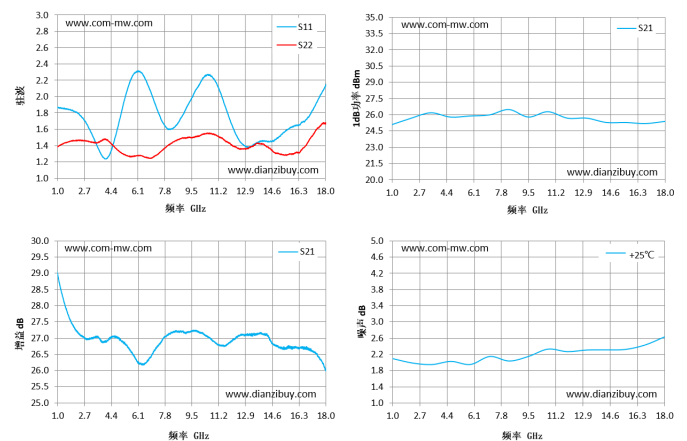 3.0
2.8
2.6
2.4
2.2
2.0
1.8
1.6
1.4
1.2
1.0
驻波
www.com-mw.com
S11
S22
www.dianzibuy.com
1.0 2.7 4.4 6.1 7.8 9.5 11.2 12.9 14.6 16.3 18.0
频率 GHz
35.0
33.5
32.0
30.5
29.0
27.5
26.0
24.5
23.0
21.5
20.0
1dB功率 dBm
www.com-mw.com
S21
www.dianzibuy.com
1.0 2.7 4.4 6.1 7.8 9.5 11.2 12.9 14.6 16.3 18.0
频率 GHz
30.0
29.5
29.0
28.5
28.0
27.5
27.0
26.5
26.0
25.5
25.0
增益 dB
www.com-mw.com
S21
www.dianzibuy.com
1.0 2.7 4.4 6.1 7.8 9.5 11.2 12.9 14.6 16.3 18.0
频率 GHz
5.0
4.6
4.2
3.8
3.4
3.0
2.6
2.2
1.8
1.4
1.0
噪声 dB
www.com-mw.com
+25℃
www.dianzibuy.com
1.0 2.7 4.4 6.1 7.8 9.5 11.2 12.9 14.6 16.3 18.0
频率 GHz